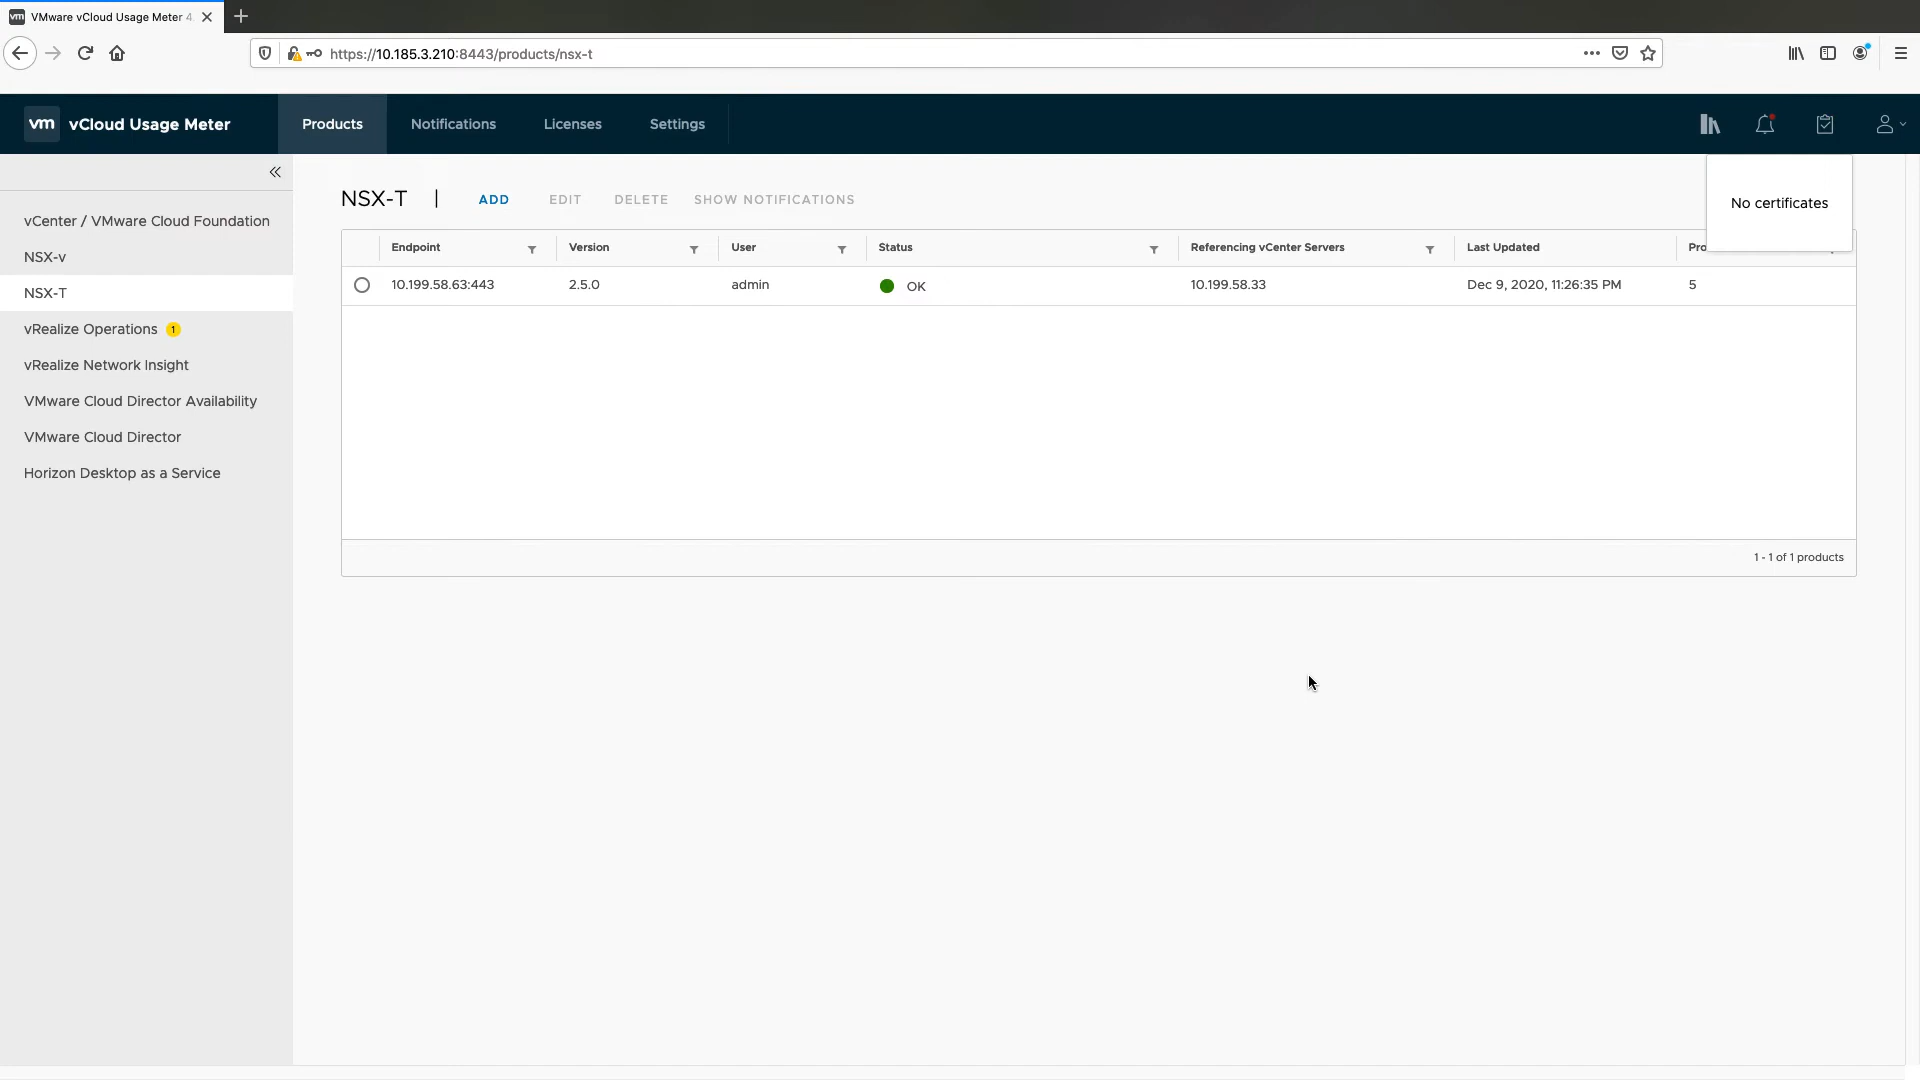 VMware vCloud Usage Meter 4
https://10.185.3.210:8443/products/nsx-t
vm vCloud Usage Meter Products Notifications Licenses Settings
No certificates
NSX-T | ADD EDIT DELETE SHOW NOTIFICATIONS
vCenter / VMware Cloud Foundation
NSX-v
NSX-T
vRealize Operations 1
vRealize Network Insight
VMware Cloud Director Availability
VMware Cloud Director
Horizon Desktop as a Service
Endpoint Version User Status Referencing vCenter Servers Last Updated Pro
10.199.58.63:443 2.5.0 admin OK 10.199.58.33 Dec 9, 2020, 11:26:35 PM 5
1 - 1 of 1 products